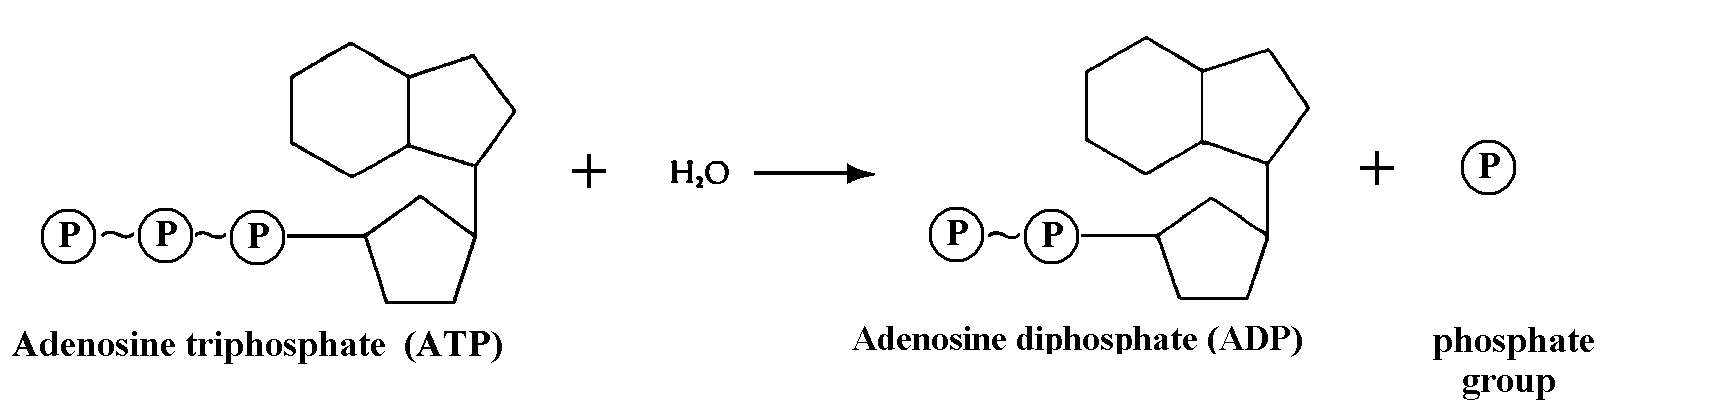 + H₂O + P
P ~ P ~ P P ~ P
Adenosine triphosphate (ATP) Adenosine diphosphate (ADP) phosphate
group